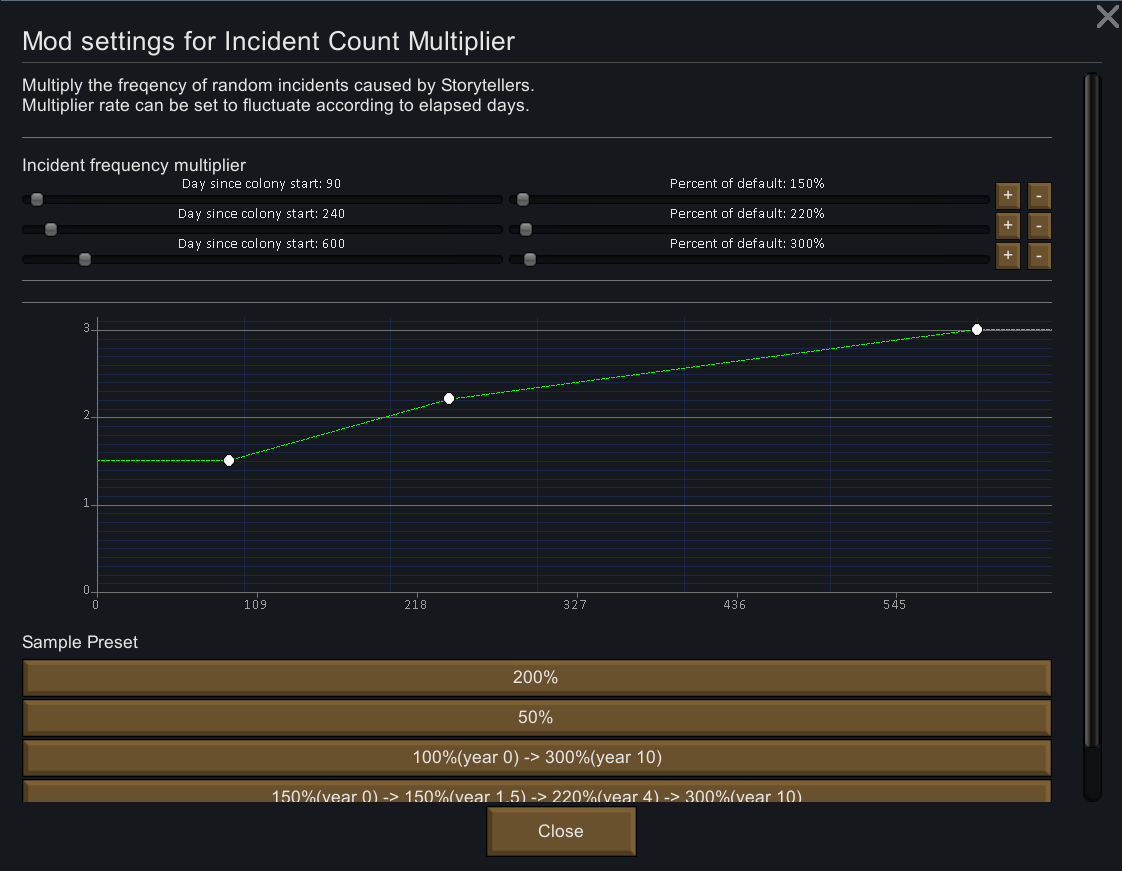 Mod settings for Incident Count Multiplier
Multiply the freqency of random incidents caused by Storytellers.
Multiplier rate can be set to fluctuate according to elapsed days.
Incident frequency multiplier
Day since colony start: 90 Percent of default: 150% + -
Day since colony start: 240 Percent of default: 220% + -
Day since colony start: 600 Percent of default: 300% + -
3
2
1
0
0 109 218 327 436 545
Sample Preset
200%
50%
100%(year 0) -> 300%(year 10)
150%(year 0) -> 150%(year 1.5) -> 220%(year 4) -> 300%(year 10)
Close